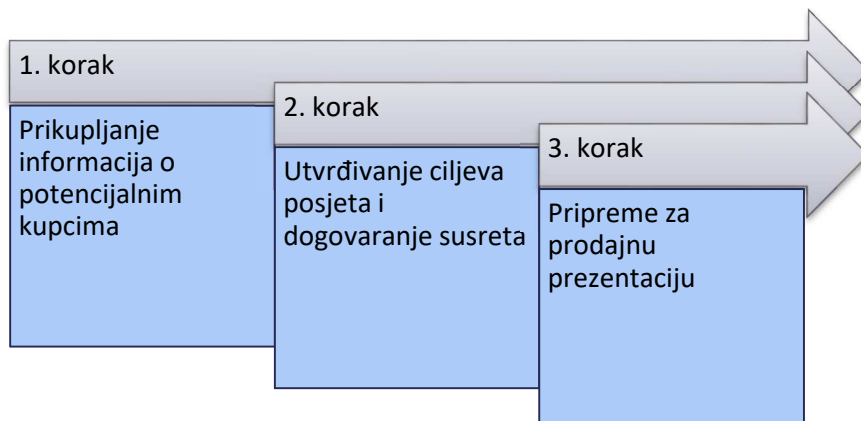 1. korak
Prikupljanje
informacija o
potencijalnim
kupcima
2. korak
Utvrđivanje ciljeva
posjeta i
dogovaranje susreta
3. korak
Pripreme za
prodajnu
prezentaciju